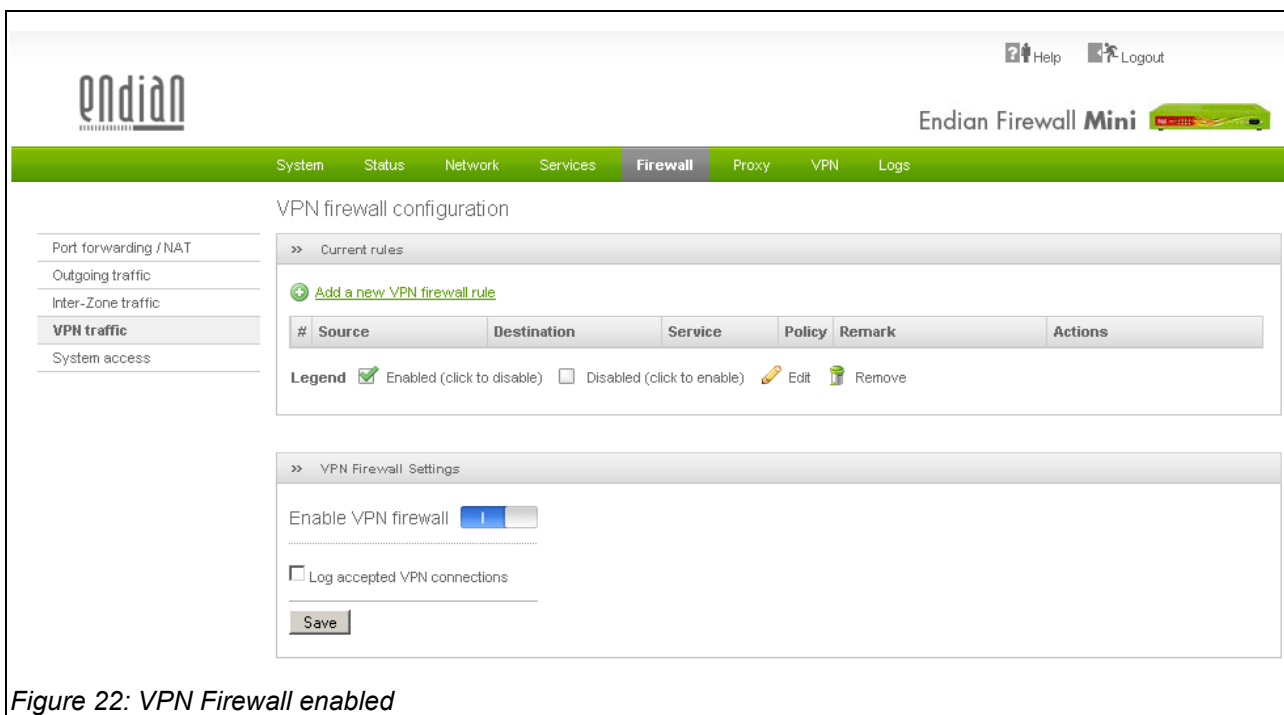 Help Logout
endian
Endian Firewall Mini
System Status Network Services Firewall Proxy VPN Logs
VPN firewall configuration
Port forwarding / NAT
Outgoing traffic
Inter-Zone traffic
VPN traffic
System access
» Current rules
Add a new VPN firewall rule
# Source Destination Service Policy Remark Actions
Legend Enabled (click to disable) Disabled (click to enable) Edit Remove
» VPN Firewall Settings
Enable VPN firewall
Log accepted VPN connections
Save
Figure 22: VPN Firewall enabled